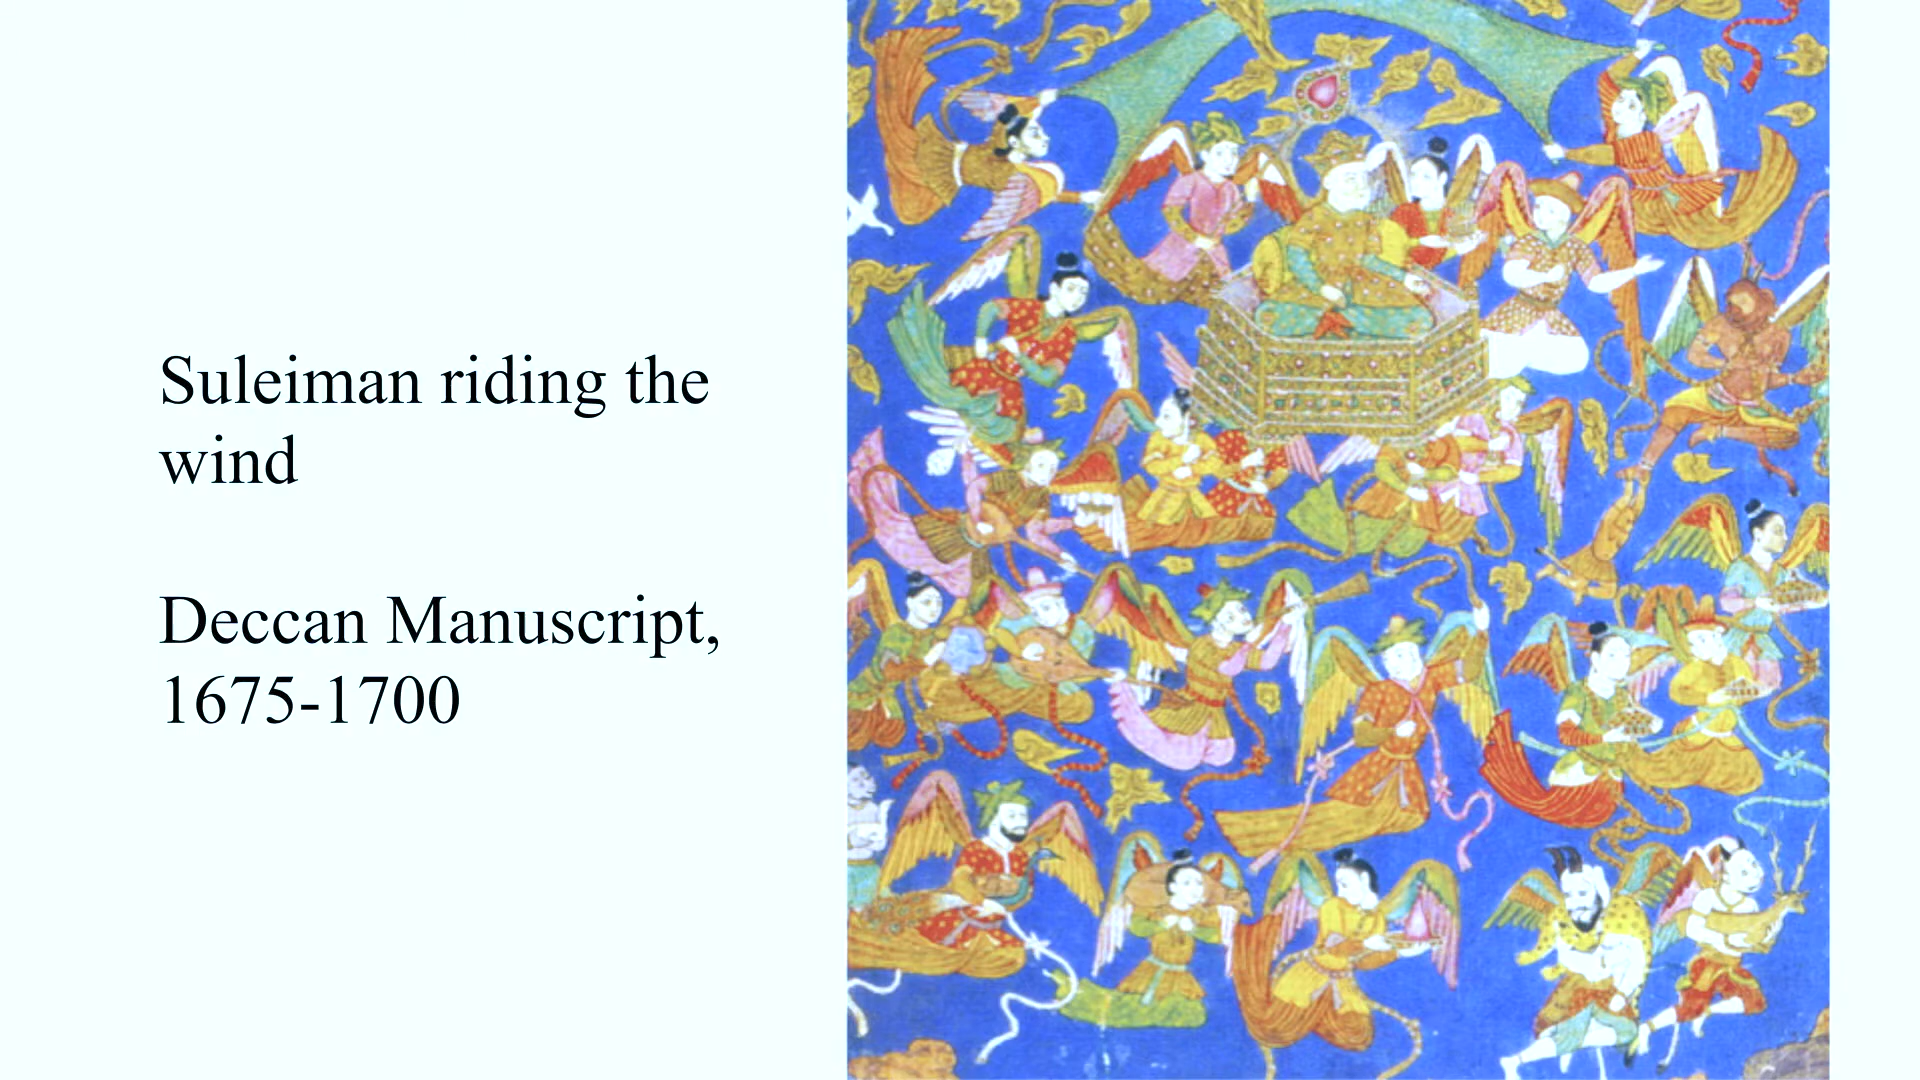 Suleiman riding the
wind
Deccan Manuscript,
1675-1700